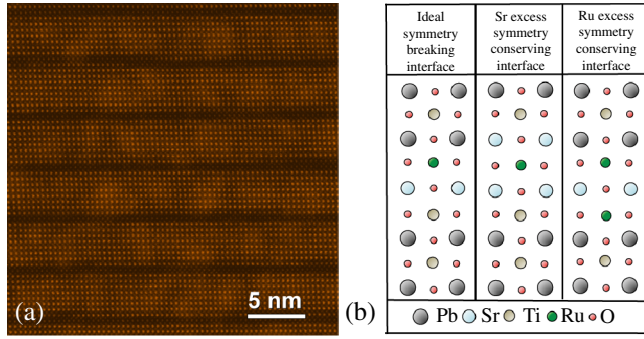 (a)
5 nm
(b)
Ideal
symmetry
breaking
interface
Sr excess
symmetry
conserving
interface
Ru excess
symmetry
conserving
interface
Pb Sr Ti Ru O